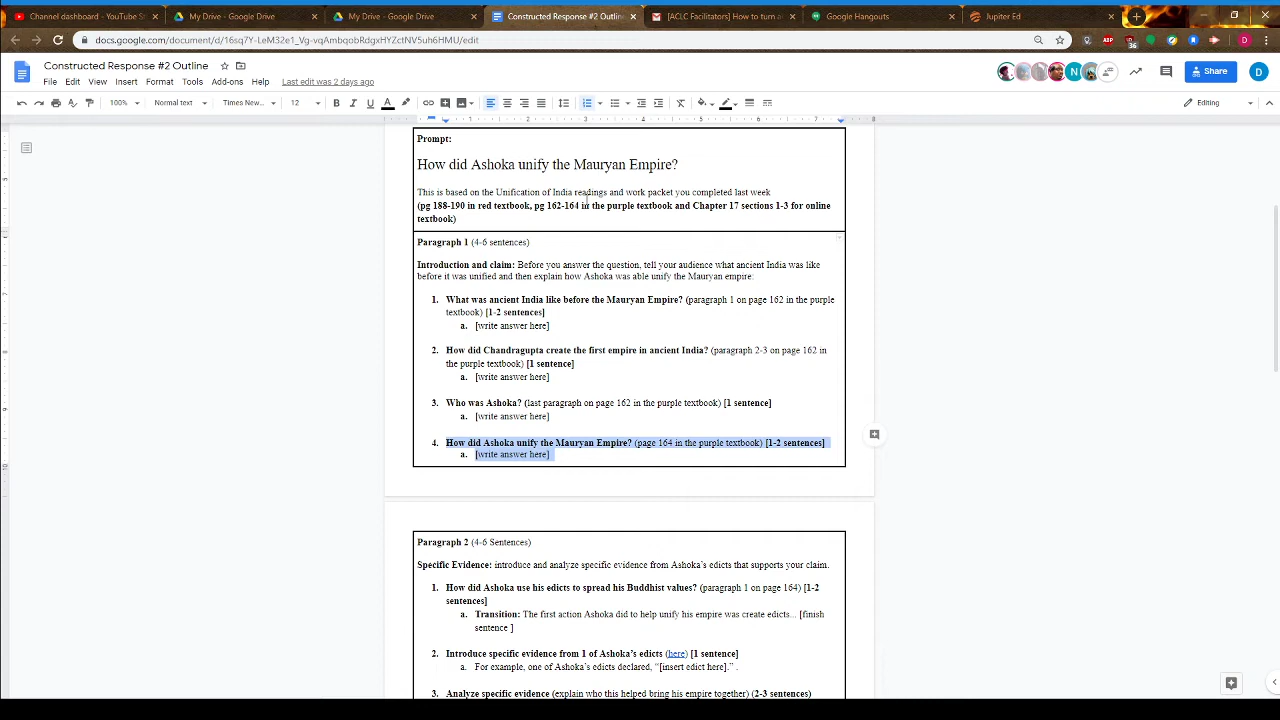 Channel dashboard - YouTube St
My Drive - Google Drive
My Drive - Google Drive
Constructed Response #2 Outline
[ACLC Facilitators] How to turn a
Google Hangouts
Jupiter Ed
docs.google.com/document/d/16sq7Y-LeM32e1_Vg-vqAmbqobRdgxHYZctNV5uh6HMU/edit
ABP
36
D
Constructed Response #2 Outline
File Edit View Insert Format Tools Add-ons Help Last edit was 2 days ago
N
Share
D
100% Normal text Times New... 12 B I U A Editing
1 2 3 4 5 6 7 8
Prompt:
How did Ashoka unify the Mauryan Empire?
This is based on the Unification of India readings and work packet you completed last week
(pg 188-190 in red textbook, pg 162-164 in the purple textbook and Chapter 17 sections 1-3 for online
textbook)
Paragraph 1 (4-6 sentences)
Introduction and claim: Before you answer the question, tell your audience what ancient India was like
before it was unified and then explain how Ashoka was able unify the Mauryan empire:
1. What was ancient India like before the Mauryan Empire? (paragraph 1 on page 162 in the purple
textbook) [1-2 sentences]
a. [write answer here]
2. How did Chandragupta create the first empire in ancient India? (paragraph 2-3 on page 162 in
the purple textbook) [1 sentence]
a. [write answer here]
3. Who was Ashoka? (last paragraph on page 162 in the purple textbook) [1 sentence]
a. [write answer here]
4. How did Ashoka unify the Mauryan Empire? (page 164 in the purple textbook) [1-2 sentences]
a. [write answer here]
Paragraph 2 (4-6 Sentences)
Specific Evidence: introduce and analyze specific evidence from Ashoka's edicts that supports your claim.
1. How did Ashoka use his edicts to spread his Buddhist values? (paragraph 1 on page 164) [1-2
sentences]
a. Transition: The first action Ashoka did to help unify his empire was create edicts... [finish
sentence ]
2. Introduce specific evidence from 1 of Ashoka's edicts (here) [1 sentence]
a. For example, one of Ashoka's edicts declared, “[insert edict here].” .
3. Analyze specific evidence (explain who this helped bring his empire together) (2-3 sentences)